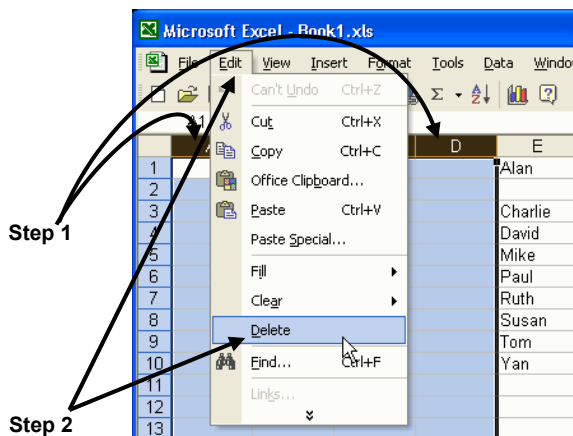 Microsoft Excel - Book1.xls
File Edit View Insert Format Tools Data Windo
A1
Can't Undo Ctrl+Z
Cut Ctrl+X
Copy Ctrl+C
Office Clipboard...
Paste Ctrl+V
Paste Special...
Fill
Clear
Delete
Find... Ctrl+F
Links...
A D E
1 Alan
2
3 Charlie
4 David
5 Mike
6 Paul
7 Ruth
8 Susan
9 Tom
10 Yan
11
12
13
Step 1
Step 2